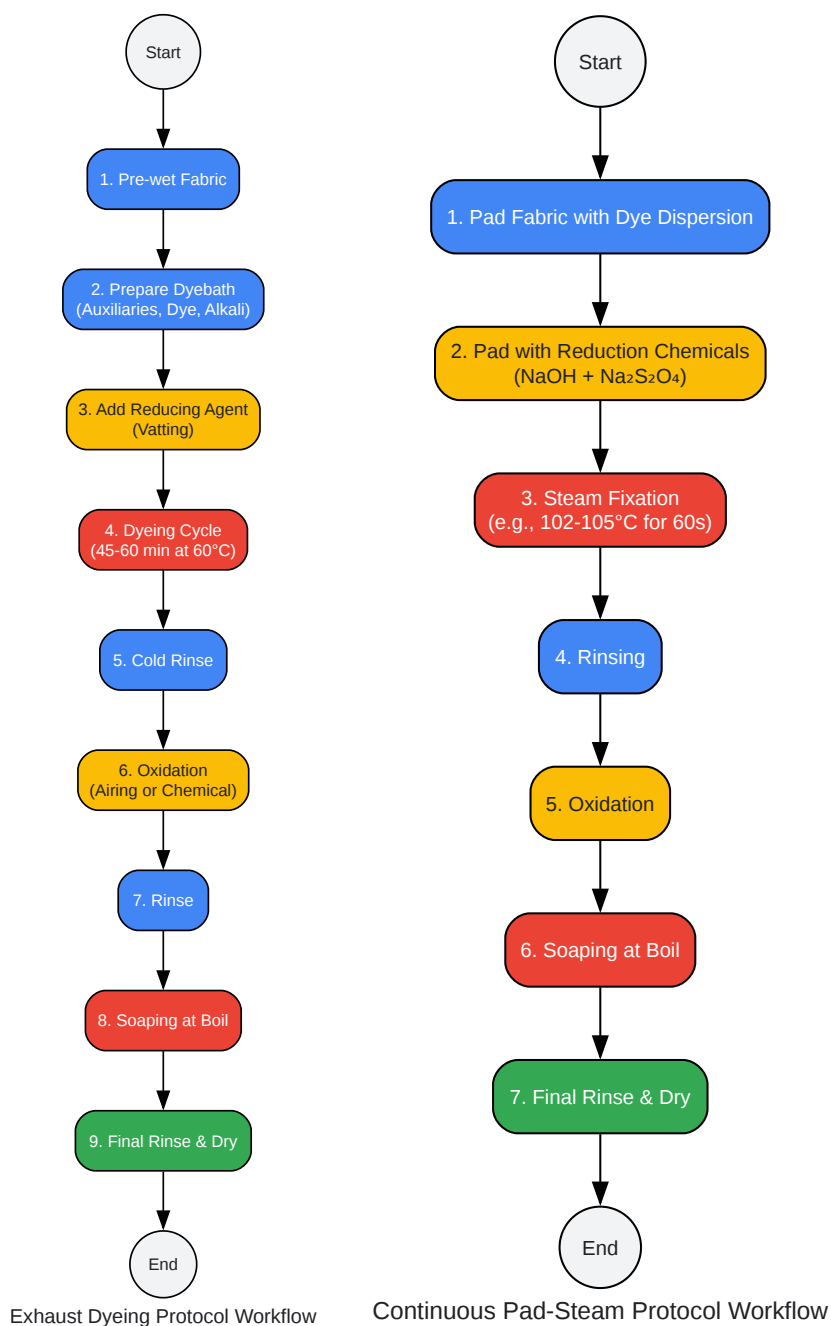 Start
1. Pre-wet Fabric
2. Prepare Dyebath
(Auxiliaries, Dye, Alkali)
3. Add Reducing Agent
(Vatting)
4. Dyeing Cycle
(45-60 min at 60°C)
5. Cold Rinse
6. Oxidation
(Airing or Chemical)
7. Rinse
8. Soaping at Boil
9. Final Rinse & Dry
End
Exhaust Dyeing Protocol Workflow
Start
1. Pad Fabric with Dye Dispersion
2. Pad with Reduction Chemicals
(NaOH + Na₂S₂O₄)
3. Steam Fixation
(e.g., 102-105°C for 60s)
4. Rinsing
5. Oxidation
6. Soaping at Boil
7. Final Rinse & Dry
End
Continuous Pad-Steam Protocol Workflow